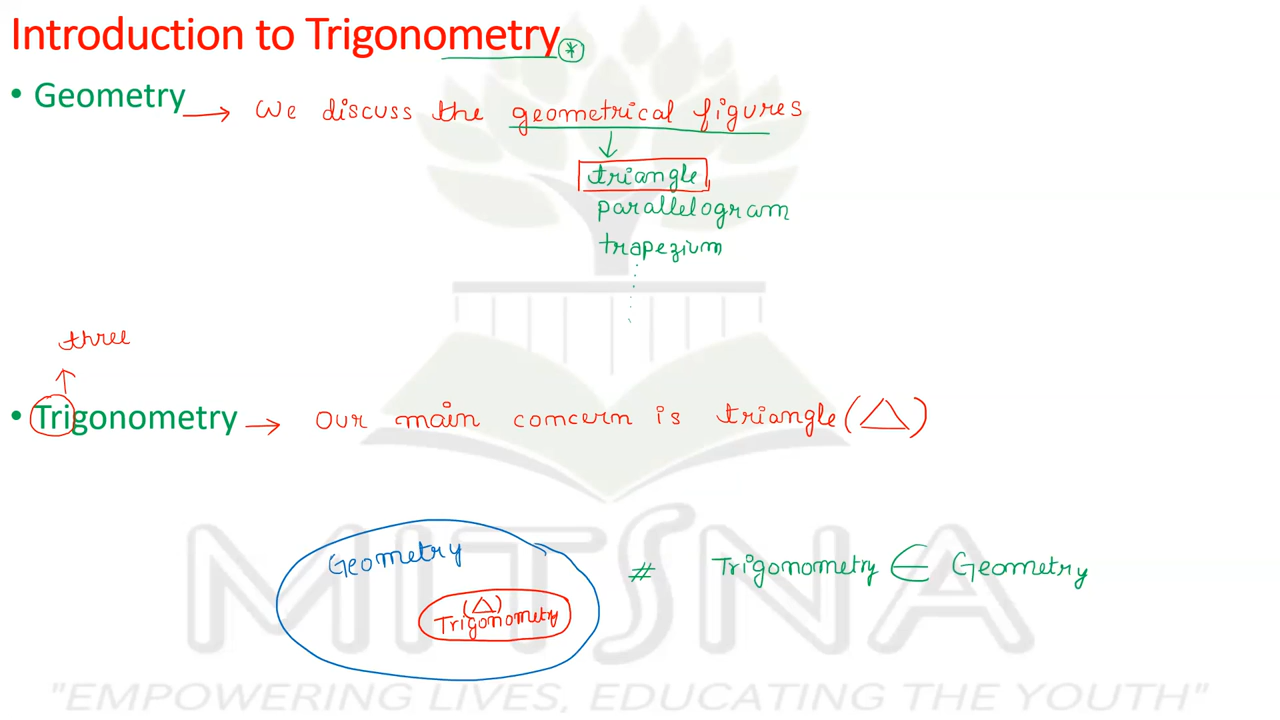 Introduction to Trigonometry *
• Geometry → We discuss the geometrical figures
triangle
parallelogram
trapezium
three
• Trigonometry → Our main concern is triangle (△)
Geometry
(△)
Trigonometry
# Trigonometry ∈ Geometry
MITSNA
"EMPOWERING LIVES, EDUCATING THE YOUTH"